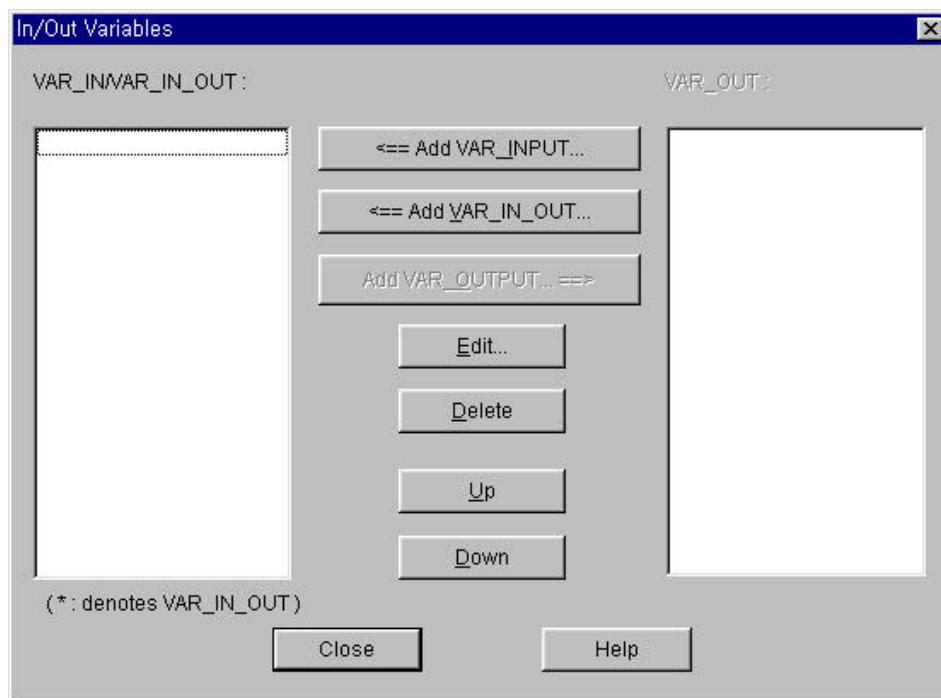 In/Out Variables
VAR_IN/VAR_IN_OUT :
VAR_OUT :
<== Add VAR_INPUT...
<== Add VAR_IN_OUT...
Add VAR_OUTPUT... ==>
Edit...
Delete
Up
Down
( * : denotes VAR_IN_OUT )
Close
Help